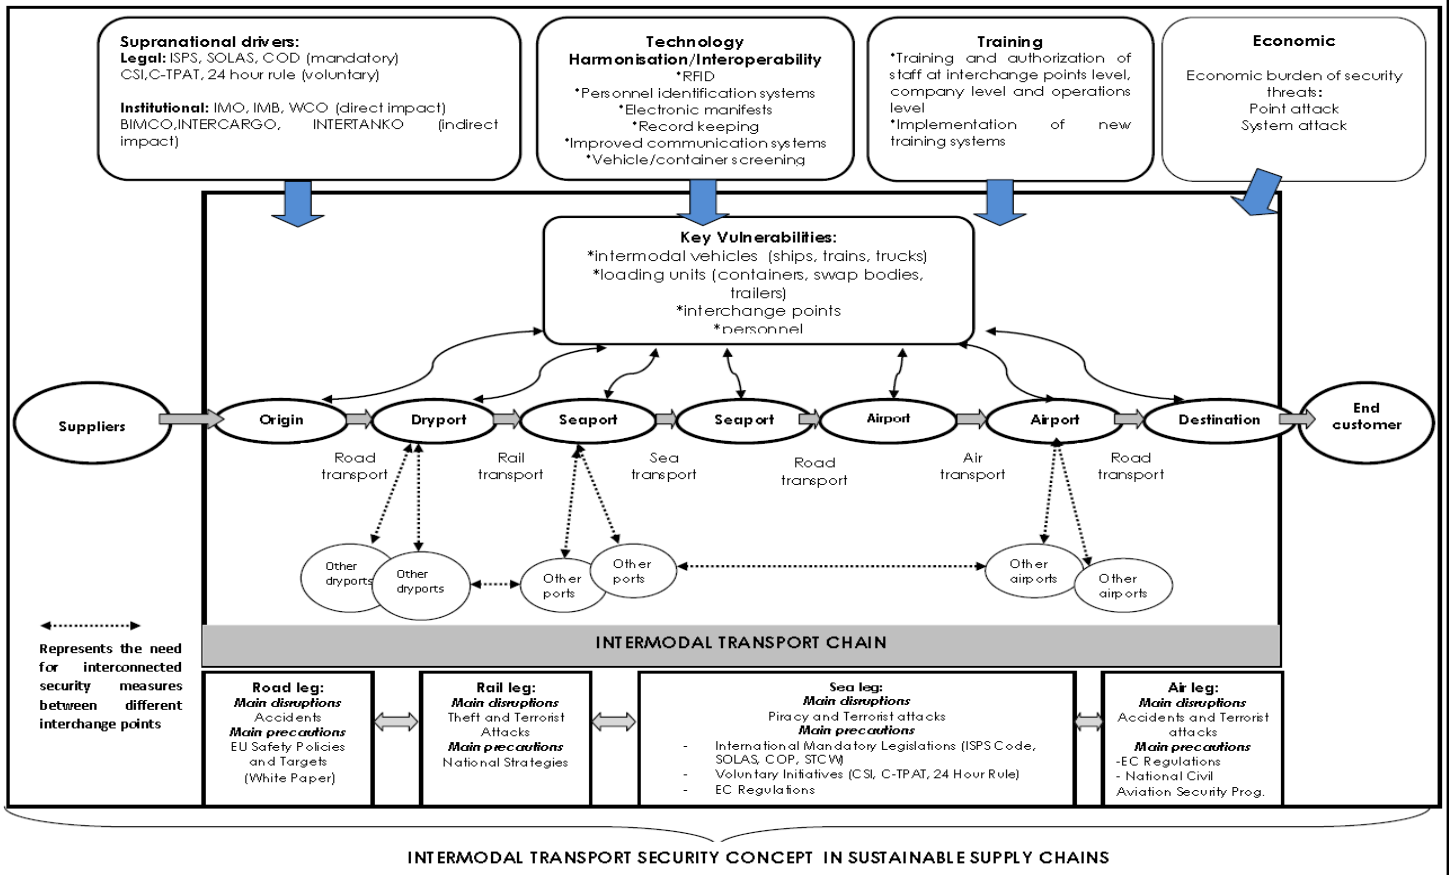 Supranational drivers:
Legal: ISPS, SOLAS, COD (mandatory)
CSI,C-TPAT, 24 hour rule (voluntary)
Institutional: IMO, IMB, WCO (direct impact)
BIMCO,INTERCARGO, INTERTANKO (indirect
impact)
Technology
Harmonisation/Interoperability
*RFID
*Personnel identification systems
*Electronic manifests
*Record keeping
*Improved communication systems
*Vehicle/container screening
Training
*Training and authorization of
staff at interchange points level,
company level and operations
level
*Implementation of new
training systems
Economic
Economic burden of security
threats:
Point attack
System attack
Key Vulnerabilities:
*intermodal vehicles (ships, trains, trucks)
*loading units (containers, swap bodies,
trailers)
*interchange points
*personnel
Suppliers
Origin
Dryport
Seaport
Seaport
Airport
Airport
Destination
End
customer
Road
transport
Rail
transport
Sea
transport
Road
transport
Air
transport
Road
transport
Other
dryports
Other
dryports
Other
ports
Other
ports
Other
airports
Other
airports
Represents the need
for interconnected
security measures
between different
interchange points
INTERMODAL TRANSPORT CHAIN
Road leg:
Main disruptions
Accidents
Main precautions
EU Safety Policies
and Targets
(White Paper)
Rail leg:
Main disruptions
Theft and Terrorist
Attacks
Main precautions
National Strategies
Sea leg:
Main disruptions
Piracy and Terrorist attacks
Main precautions
- International Mandatory Legislations (ISPS Code,
SOLAS, COP, STCW)
- Voluntary Initiatives (CSI, C-TPAT, 24 Hour Rule)
- EC Regulations
Air leg:
Main disruptions
Accidents and Terrorist
attacks
Main precautions
-EC Regulations
- National Civil
Aviation Security Prog.
INTERMODAL TRANSPORT SECURITY CONCEPT IN SUSTAINABLE SUPPLY CHAINS